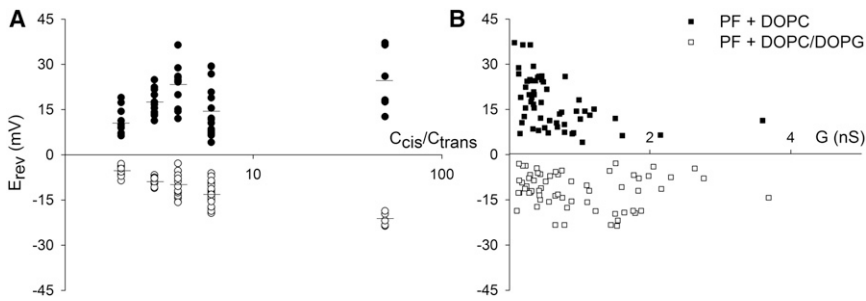 A
45
30
15
0
-15
-30
-45
E_rev (mV)
C_cis/C_trans
10
100
B
45
30
15
0
-15
-30
-45
■ PF + DOPC
□ PF + DOPC/DOPG
2
4
G (nS)